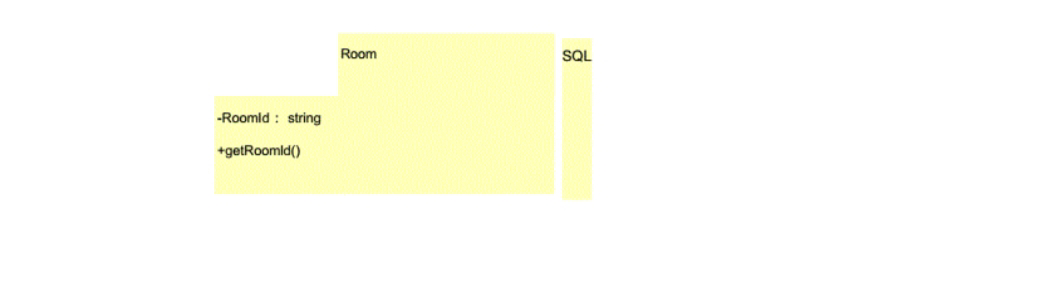 Room
SQL
-RoomId : string
+getRoomId()